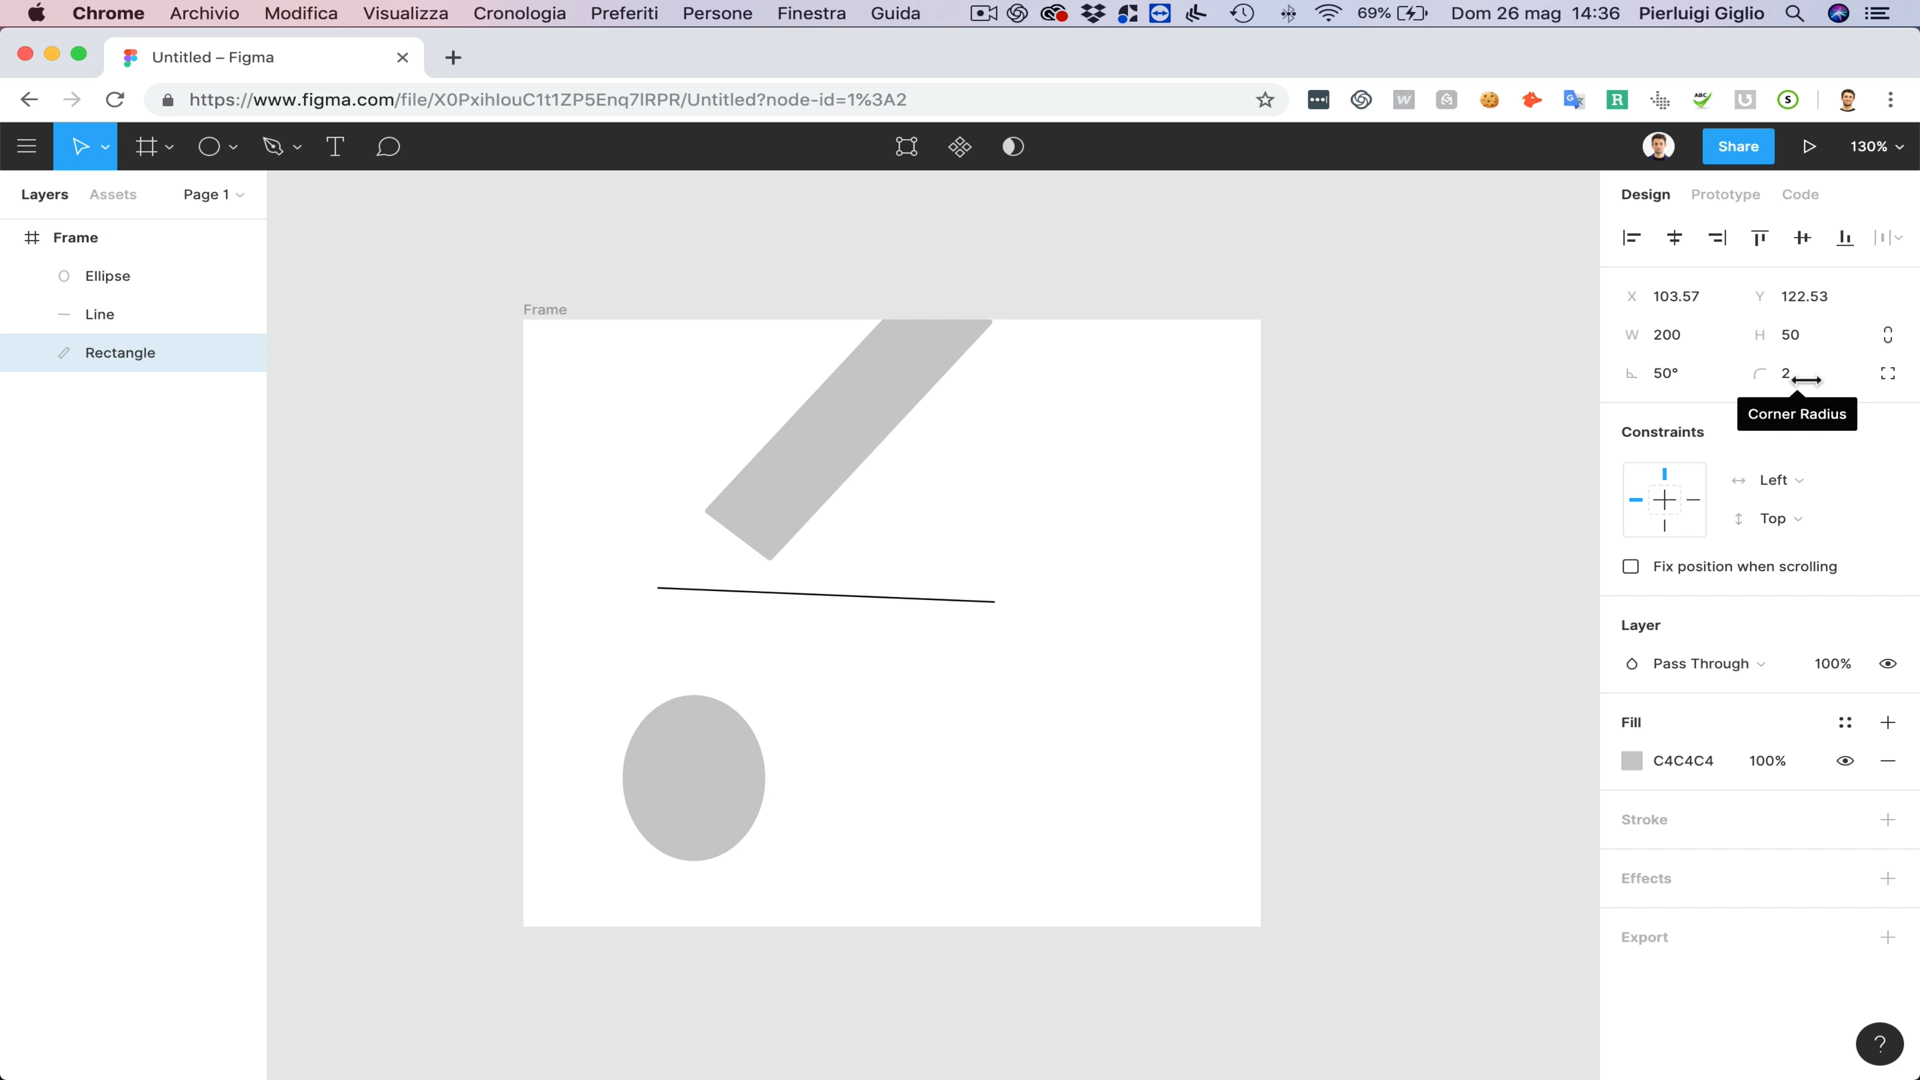 Chrome Archivio Modifica Visualizza Cronologia Preferiti Persone Finestra Guida 69% Dom 26 mag 14:36 Pierluigi Giglio
Untitled – Figma
https://www.figma.com/file/X0PxihIouC1t1ZP5Enq7lRPR/Untitled?node-id=1%3A2
Share 130%
Layers Assets Page 1
Design Prototype Code
Frame
Ellipse
Line
Rectangle
Frame
X 103.57 Y 122.53
W 200 H 50
50° 2
Corner Radius
Constraints
Left
Top
Fix position when scrolling
Layer
Pass Through 100%
Fill
C4C4C4 100%
Stroke
Effects
Export
?